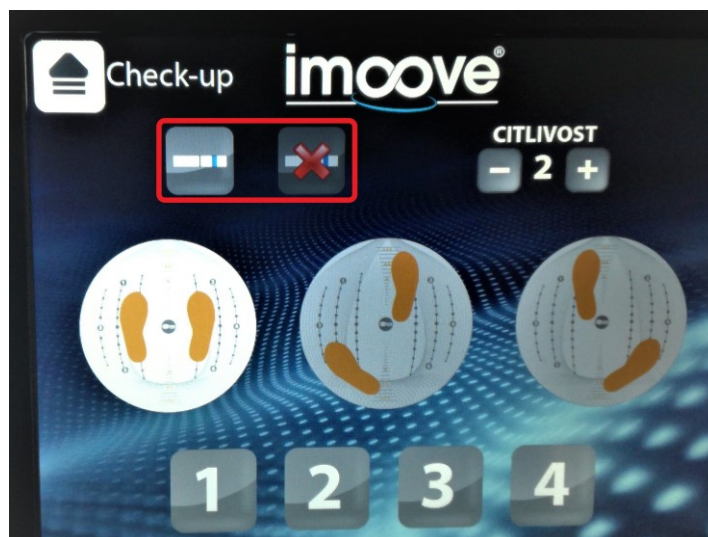 Check-up
imoove®
CITLIVOST
− 2 +
1 2 3 4